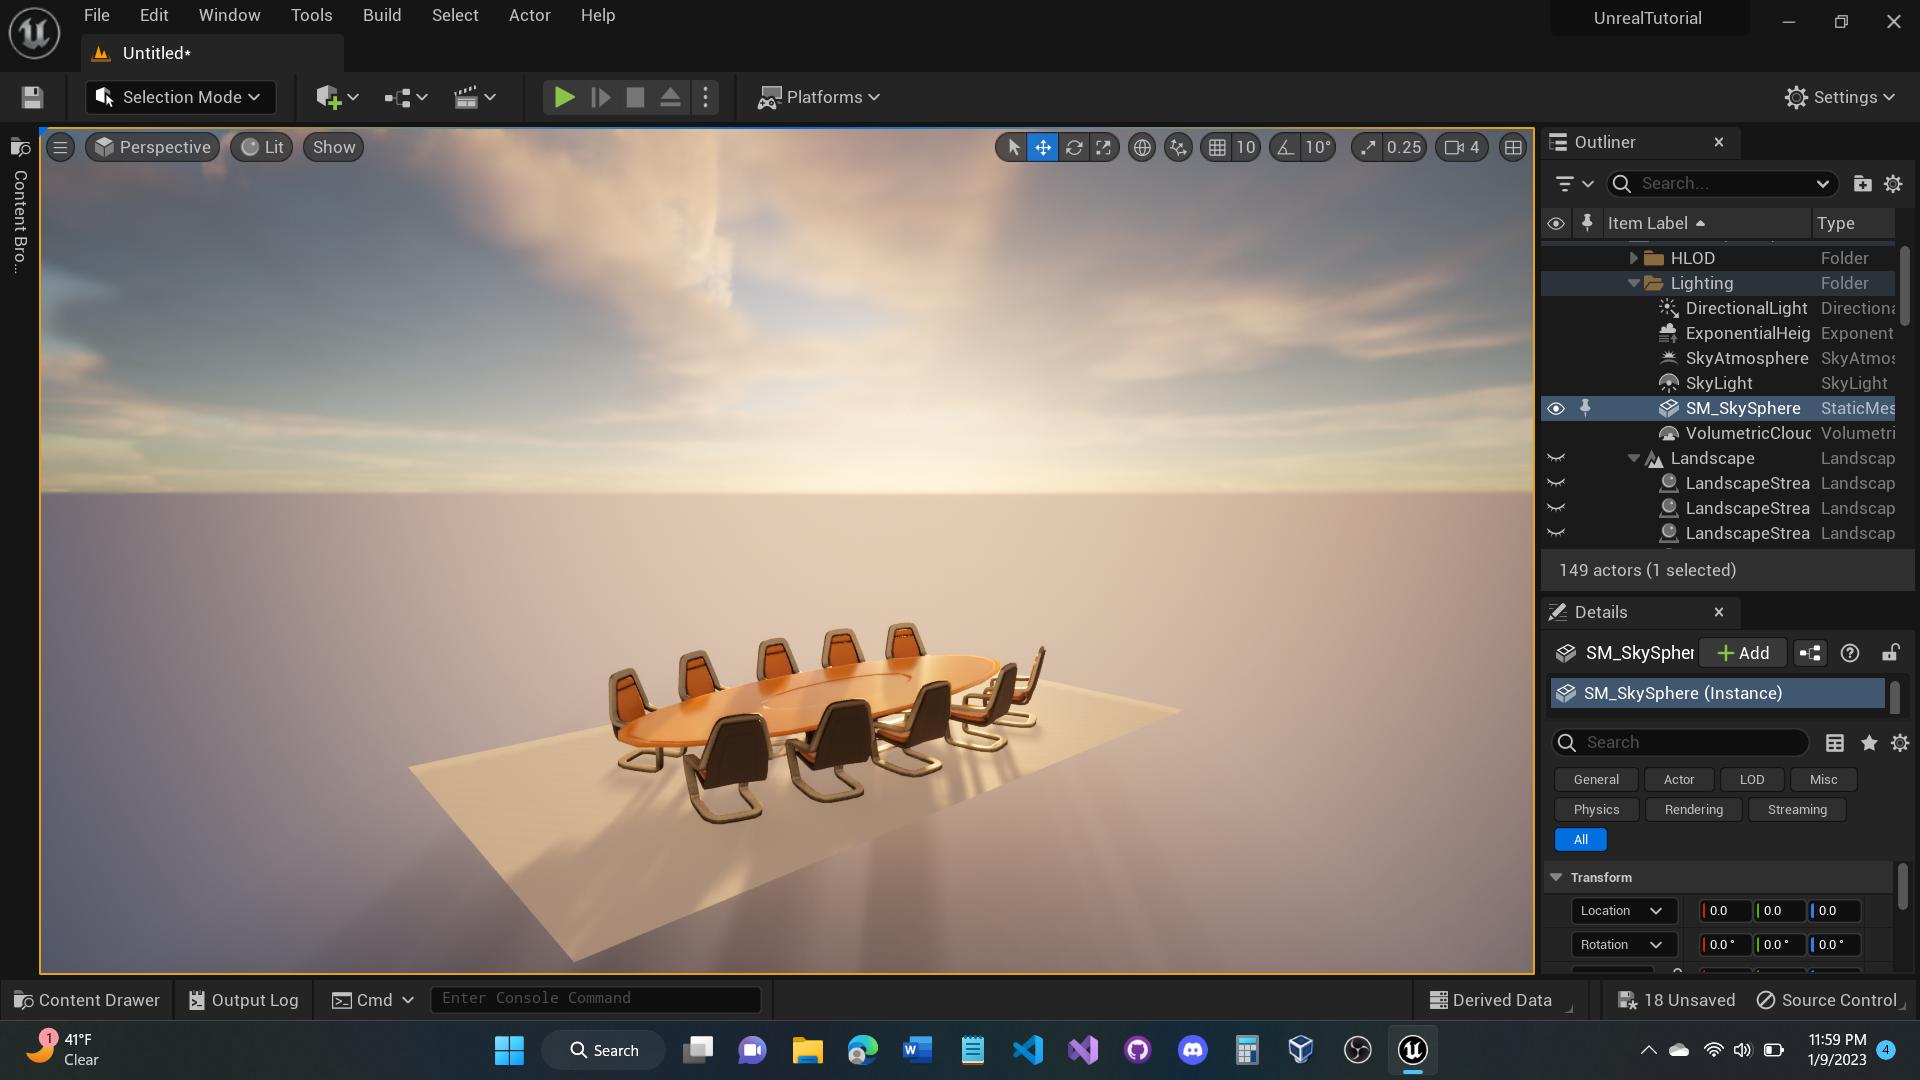 File Edit Window Tools Build Select Actor Help
UnrealTutorial
Untitled*
Selection Mode
Platforms
Settings
Content Bro...
Perspective Lit Show
10 10° 0.25 4
Outliner
Search...
Item Label Type
HLOD Folder
Lighting Folder
DirectionalLight Directiona
ExponentialHeig Exponent
SkyAtmosphere SkyAtmos
SkyLight SkyLight
SM_SkySphere StaticMes
VolumetricCloud Volumetri
Landscape Landscap
LandscapeStrea Landscap
LandscapeStrea Landscap
LandscapeStrea Landscap
149 actors (1 selected)
Details
SM_SkySpher Add
SM_SkySphere (Instance)
Search
General Actor LOD Misc
Physics Rendering Streaming
All
Transform
Location 0.0 0.0 0.0
Rotation 0.0 ° 0.0 ° 0.0 °
Content Drawer Output Log Cmd Enter Console Command Derived Data 18 Unsaved Source Control
1 41°F
Clear
Search
11:59 PM
1/9/2023
4